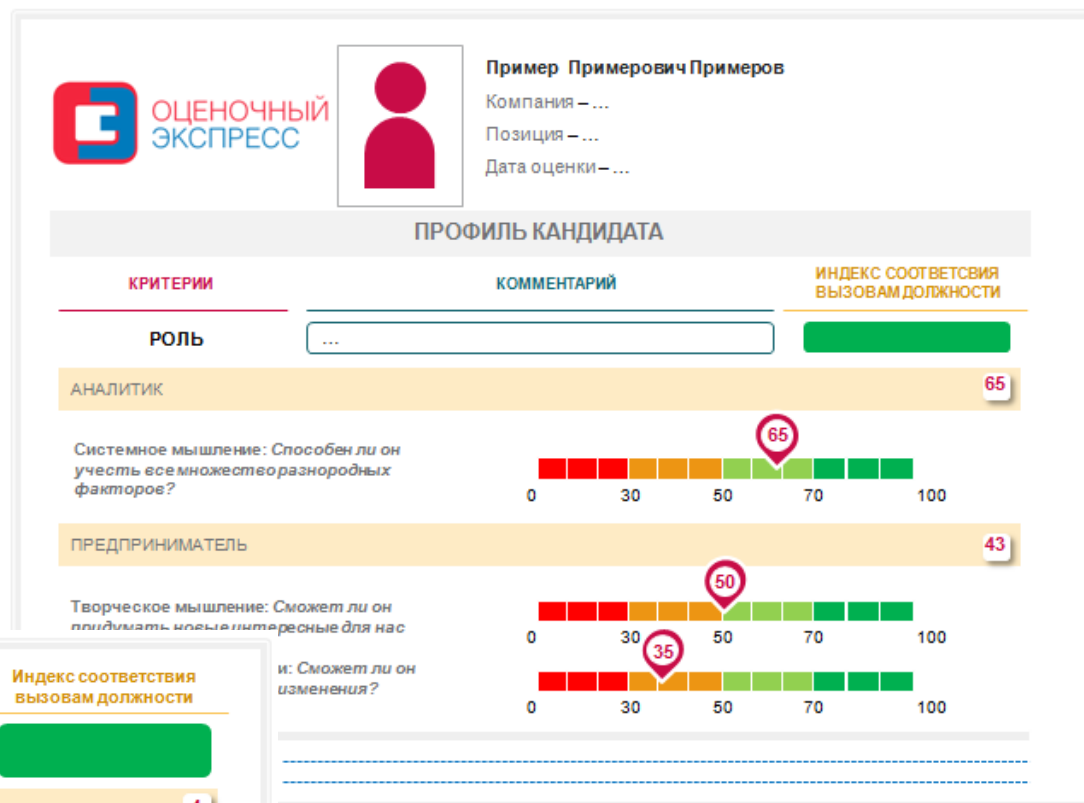 ОЦЕНОЧНЫЙ
ЭКСПРЕСС
Пример Примерович Примеров
Компания – ...
Позиция – ...
Дата оценки – ...
ПРОФИЛЬ КАНДИДАТА
КРИТЕРИИ
КОММЕНТАРИЙ
ИНДЕКС СООТВЕТСВИЯ
ВЫЗОВАМ ДОЛЖНОСТИ
РОЛЬ
...
АНАЛИТИК
65
Системное мышление: Способен ли он
учесть все множество разнородных
факторов?
65
0 30 50 70 100
ПРЕДПРИНИМАТЕЛЬ
43
Творческое мышление: Сможет ли он
придумать новые интересные для нас
50
0 30 50 70 100
и: Сможет ли он
изменения?
35
0 30 50 70 100
Индекс соответствия
вызовам должности